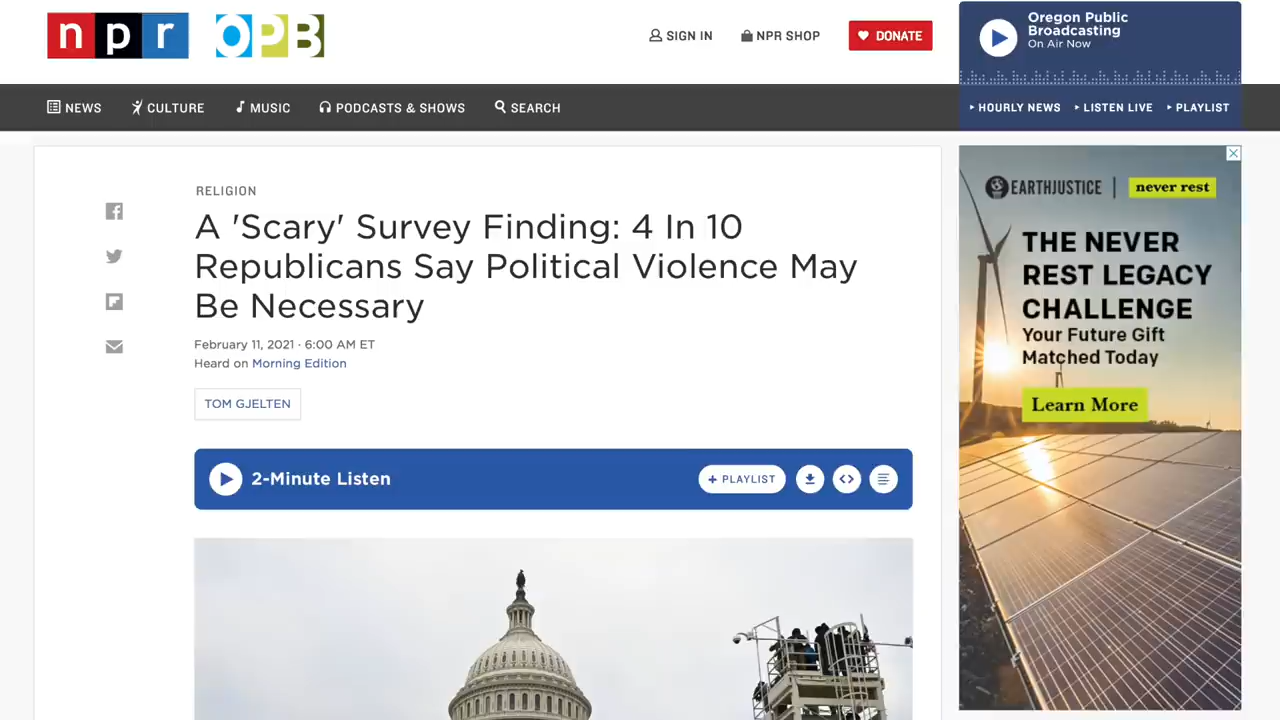 npr OPB
SIGN IN
NPR SHOP
DONATE
Oregon Public
Broadcasting
On Air Now
NEWS
CULTURE
MUSIC
PODCASTS & SHOWS
SEARCH
HOURLY NEWS
LISTEN LIVE
PLAYLIST
RELIGION
A 'Scary' Survey Finding: 4 In 10
Republicans Say Political Violence May
Be Necessary
February 11, 2021 · 6:00 AM ET
Heard on Morning Edition
TOM GJELTEN
2-Minute Listen
+ PLAYLIST
EARTHJUSTICE | never rest
THE NEVER
REST LEGACY
CHALLENGE
Your Future Gift
Matched Today
Learn More